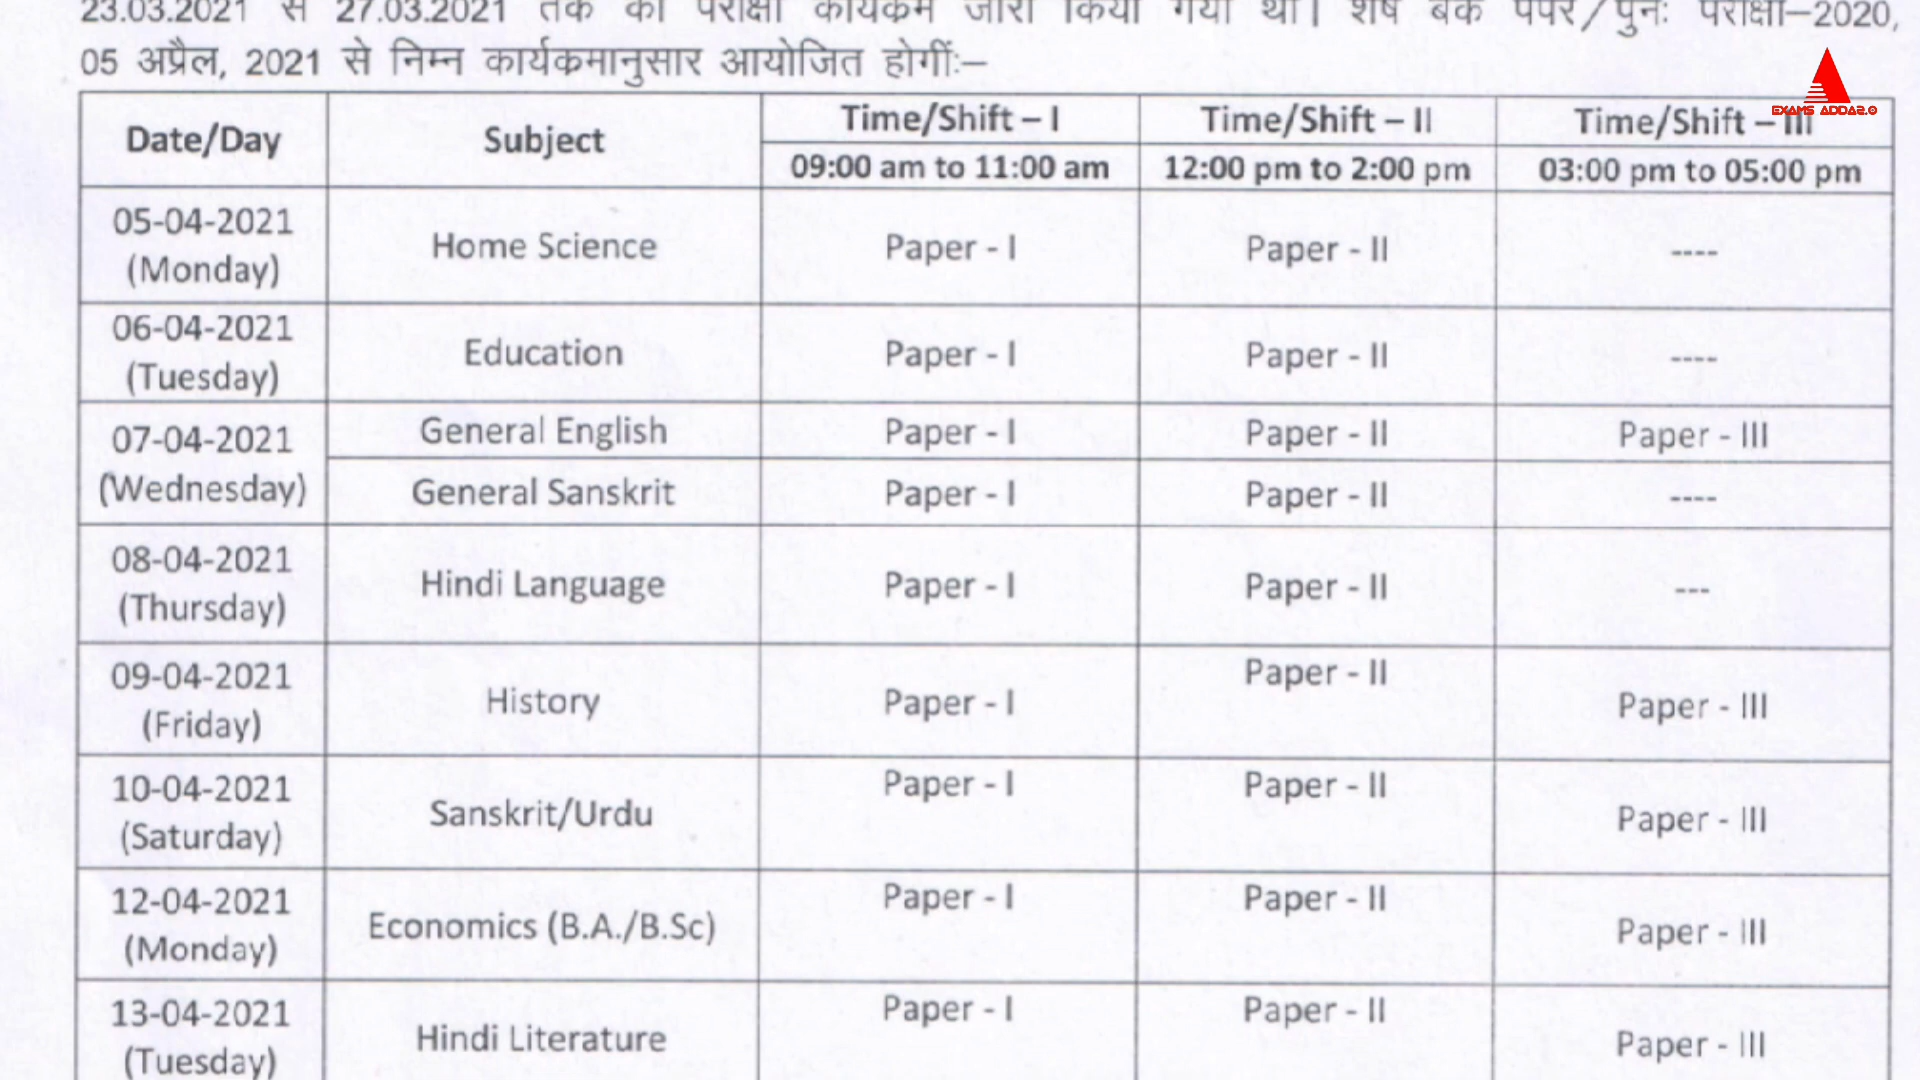 23.03.2021 से 27.03.2021 तक का परीक्षा कार्यक्रम जारी किया गया था। शेष बैक पेपर/पुनः परीक्षा–2020,
05 अप्रैल, 2021 से निम्न कार्यक्रमानुसार आयोजित होगीं:–
EXAMS ADDA2.0
Date/Day Subject Time/Shift – I Time/Shift – II Time/Shift – III
09:00 am to 11:00 am 12:00 pm to 2:00 pm 03:00 pm to 05:00 pm
05-04-2021
(Monday) Home Science Paper - I Paper - II ----
06-04-2021
(Tuesday) Education Paper - I Paper - II ----
07-04-2021
(Wednesday) General English Paper - I Paper - II Paper - III
General Sanskrit Paper - I Paper - II ----
08-04-2021
(Thursday) Hindi Language Paper - I Paper - II ---
09-04-2021
(Friday) History Paper - I Paper - II Paper - III
10-04-2021
(Saturday) Sanskrit/Urdu Paper - I Paper - II Paper - III
12-04-2021
(Monday) Economics (B.A./B.Sc) Paper - I Paper - II Paper - III
13-04-2021
(Tuesday) Hindi Literature Paper - I Paper - II Paper - III